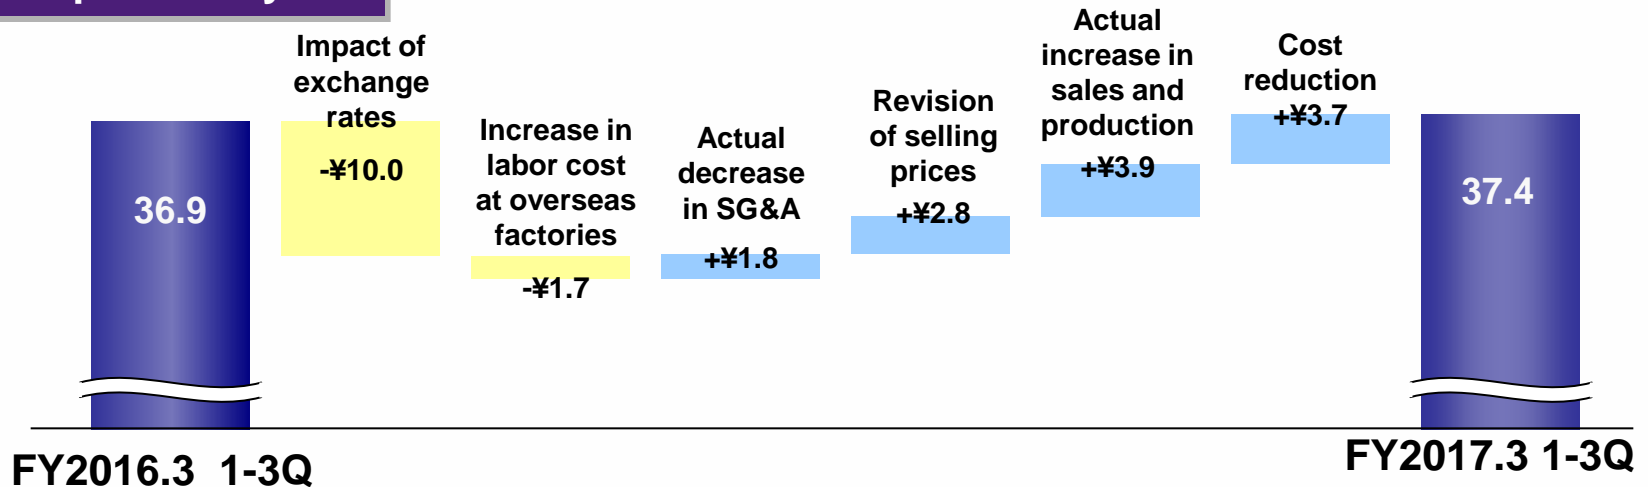 Impact of
exchange
rates
-¥10.0
Increase in
labor cost
at overseas
factories
-¥1.7
Actual
decrease
in SG&A
+¥1.8
Revision
of selling
prices
+¥2.8
Actual
increase in
sales and
production
+¥3.9
Cost
reduction
+¥3.7
36.9
37.4
FY2016.3 1-3Q
FY2017.3 1-3Q